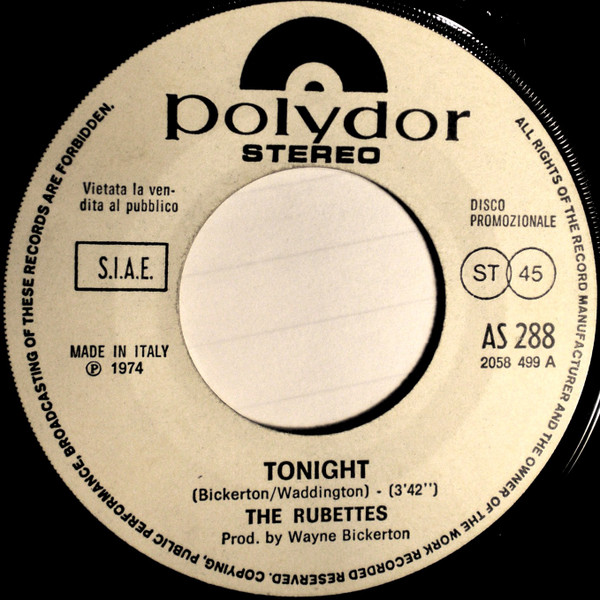 polydor
STEREO
Vietata la ven-
dita al pubblico
DISCO
PROMOZIONALE
S.I.A.E.
ST 45
MADE IN ITALY
℗ 1974
AS 288
2058 499 A
TONIGHT
(Bickerton/Waddington) - (3'42'')
THE RUBETTES
Prod. by Wayne Bickerton
ALL RIGHTS OF THE RECORD MANUFACTURER AND THE OWNER OF THE WORK RECORDED RESERVED. COPYING, PUBLIC PERFORMANCE, BROADCASTING OF THESE RECORDS ARE FORBIDDEN.